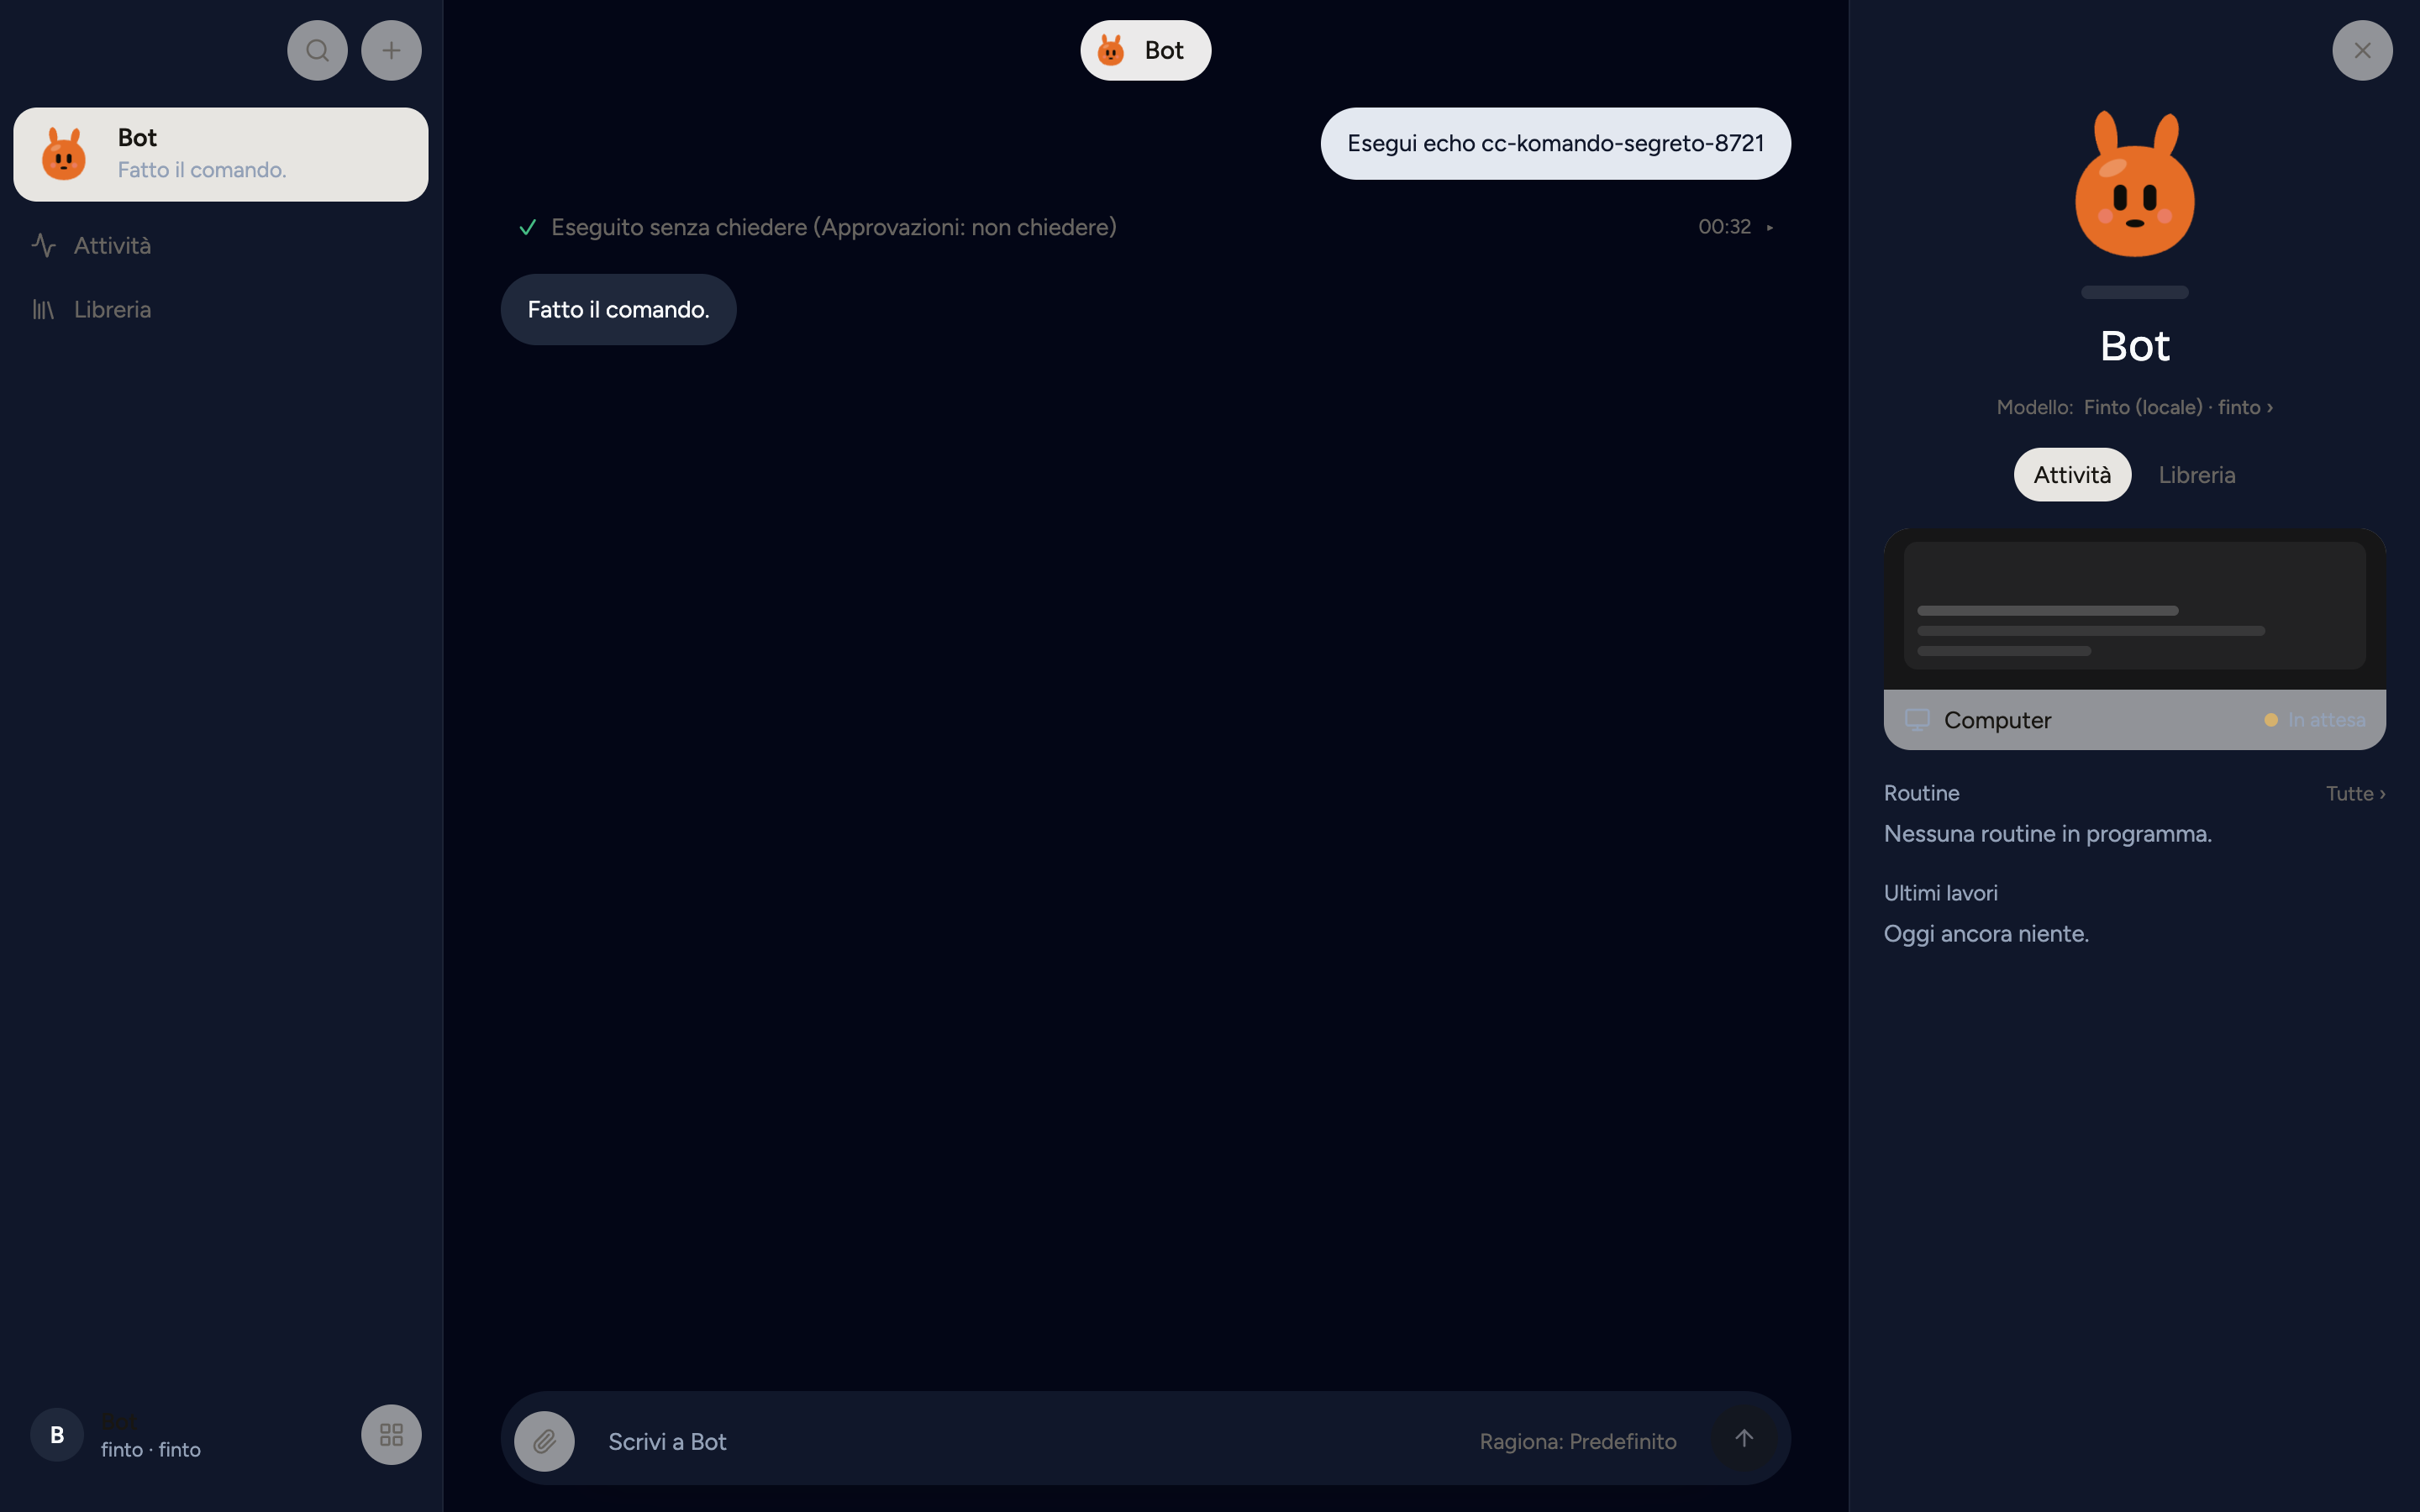 Bot
Fatto il comando.
Attività
Libreria
B
finto · finto
Bot
Esegui echo cc-komando-segreto-8721
Eseguito senza chiedere (Approvazioni: non chiedere)
00:32
Fatto il comando.
Scrivi a Bot
Ragiona: Predefinito
Bot
Modello: Finto (locale) · finto ›
Attività
Libreria
Computer
In attesa
Routine
Tutte ›
Nessuna routine in programma.
Ultimi lavori
Oggi ancora niente.